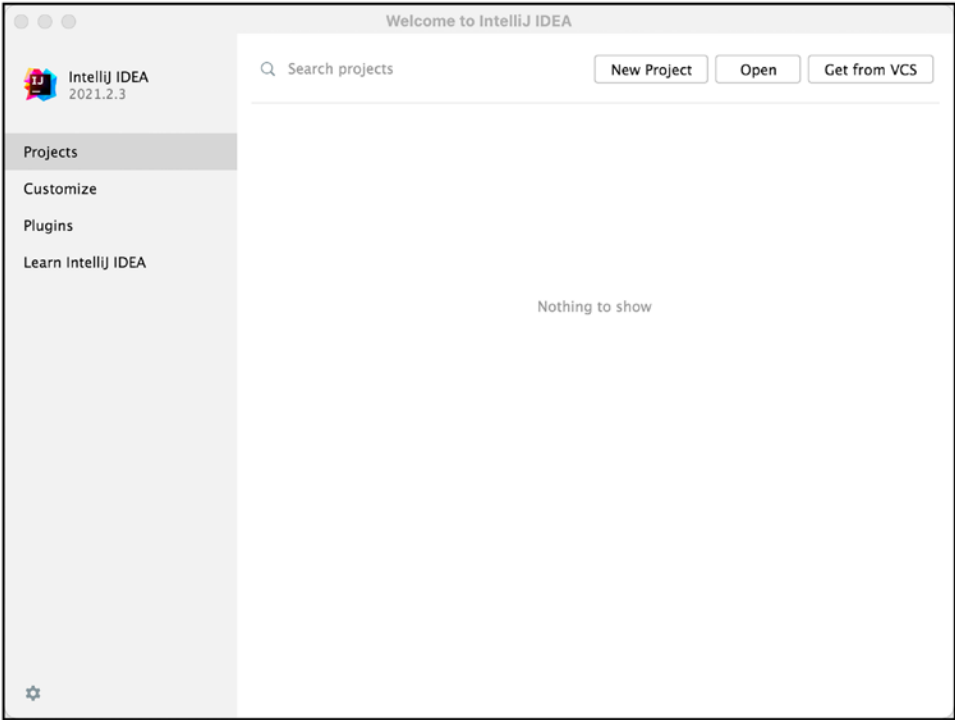 Welcome to IntelliJ IDEA
IJ
IntelliJ IDEA
2021.2.3
Search projects
New Project
Open
Get from VCS
Projects
Customize
Plugins
Learn IntelliJ IDEA
Nothing to show